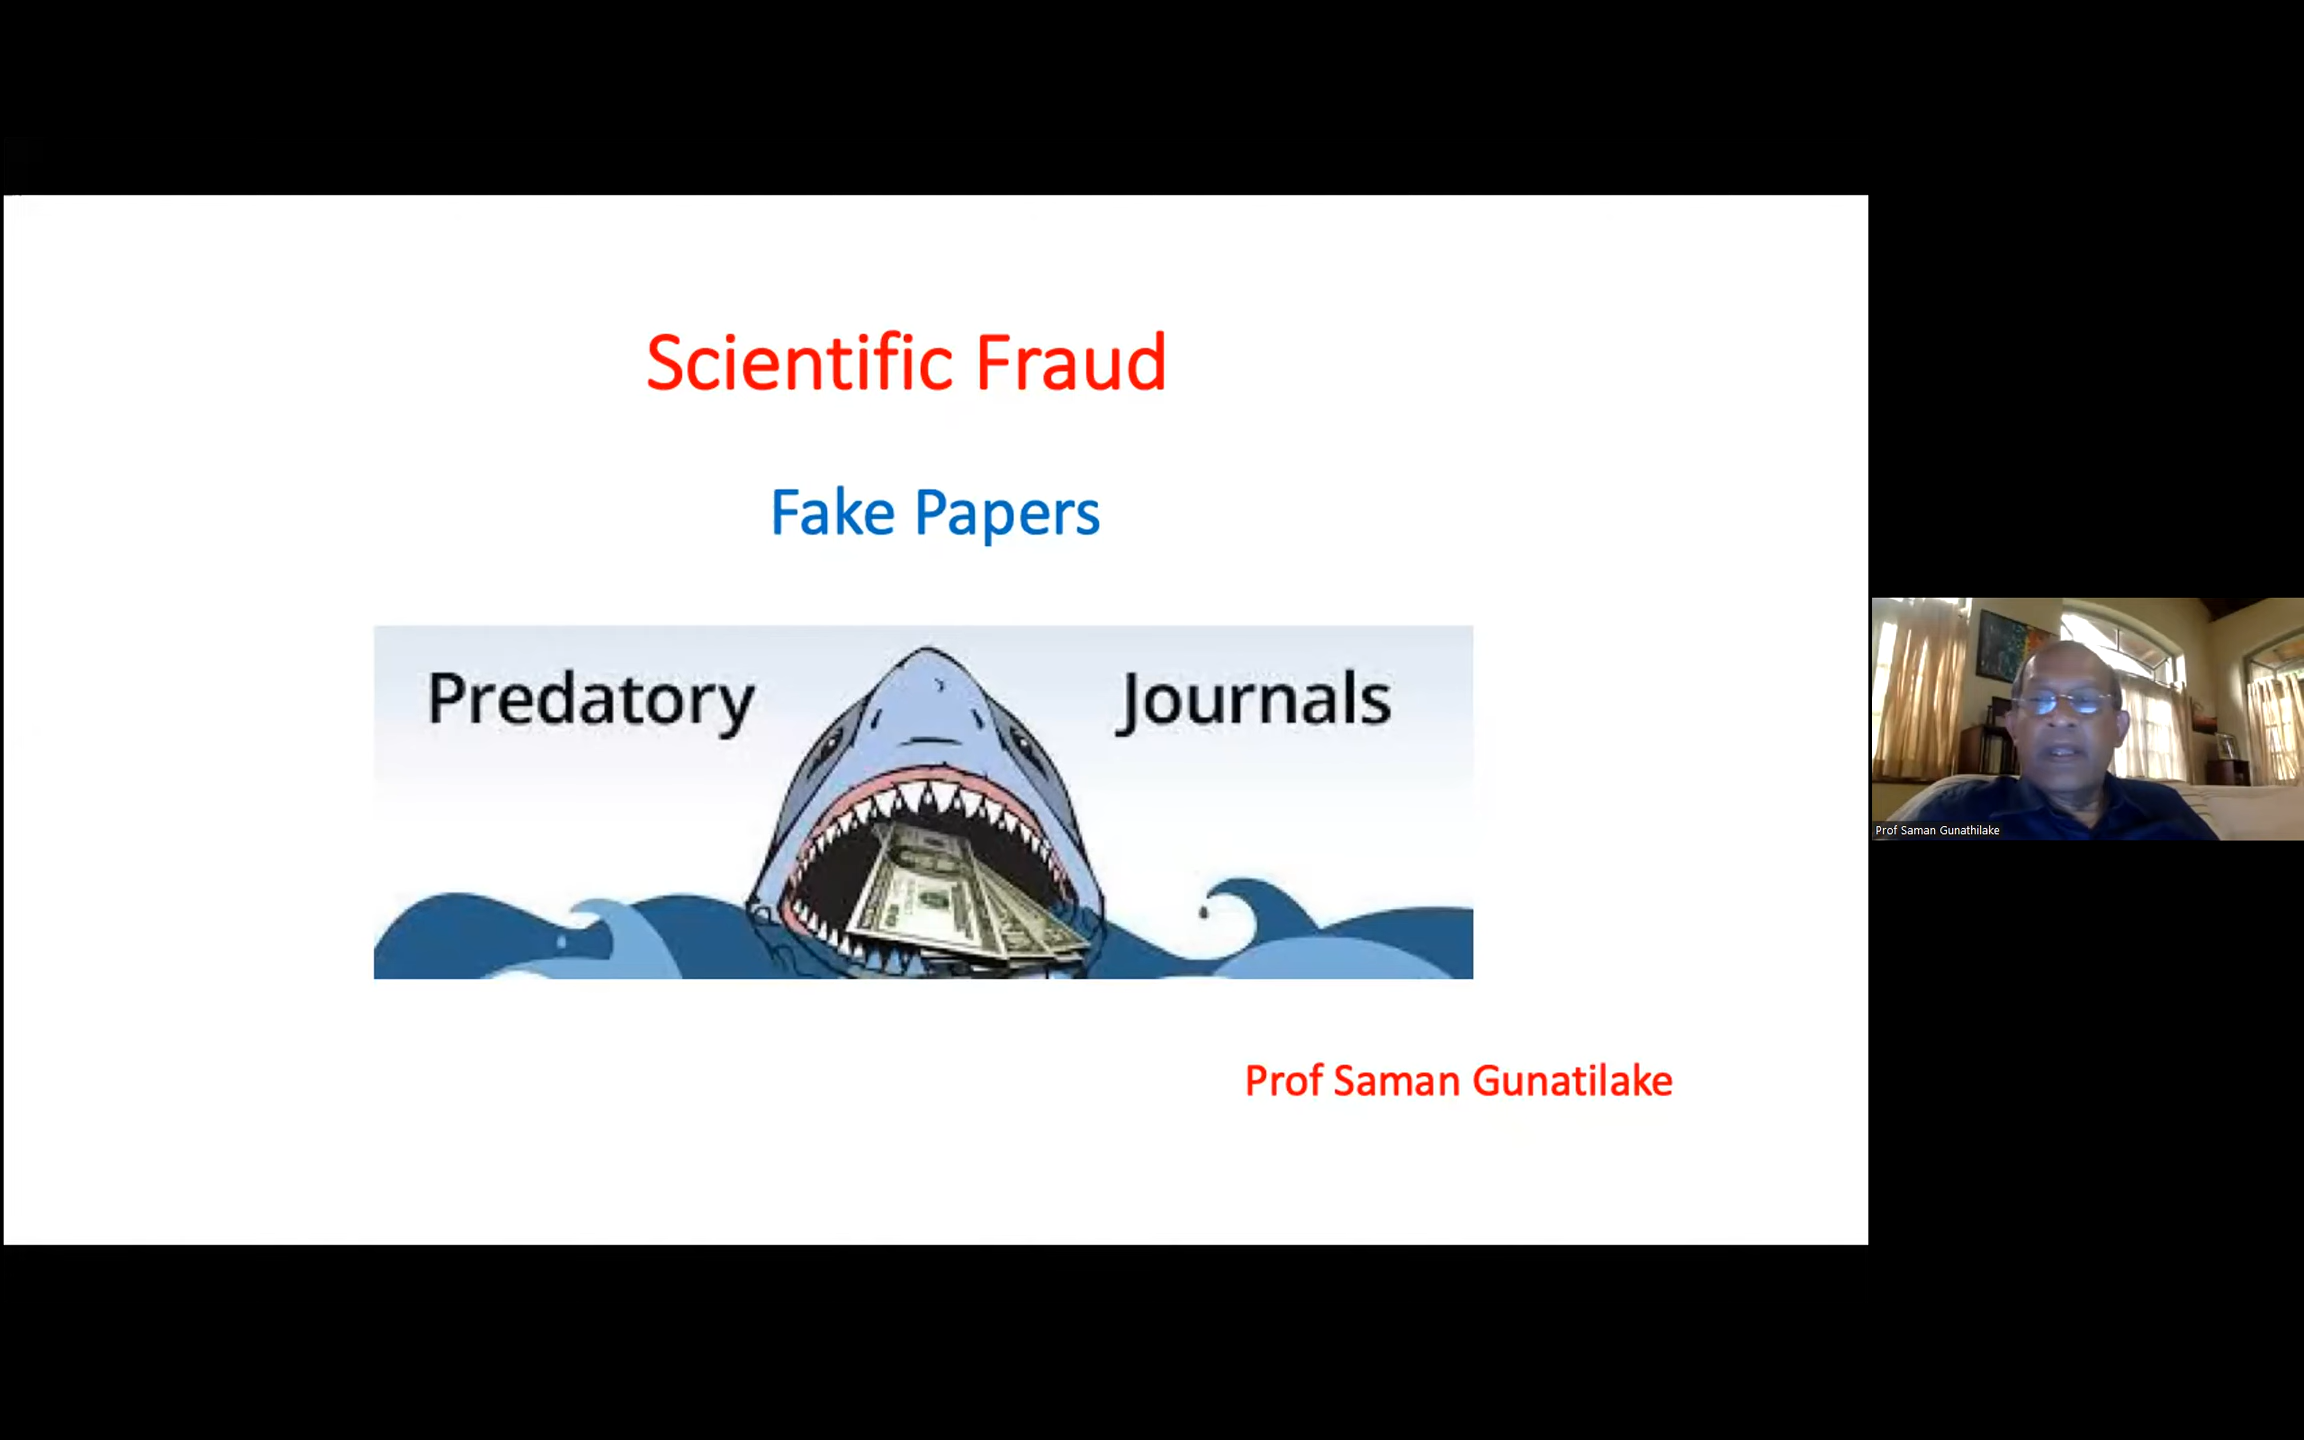 Scientific Fraud
Fake Papers
Predatory Journals
Prof Saman Gunatilake
Prof Saman Gunathilake